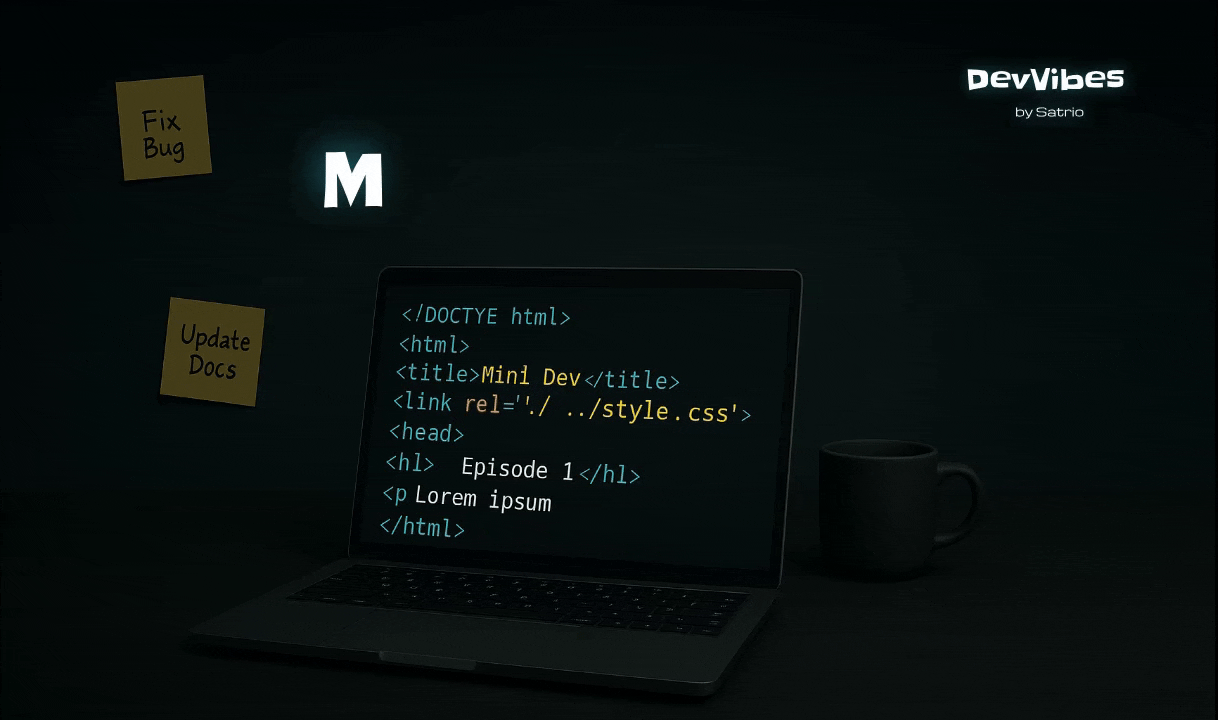 DevVibes
by Satrio
Fix
Bug
M
Update
Docs
</!DOCTYE html>
<html>
<title>Mini Dev</title>
<link rel=''./ ../style.css'>
<head>
<hl> Episode 1</hl>
<p Lorem ipsum
</html>